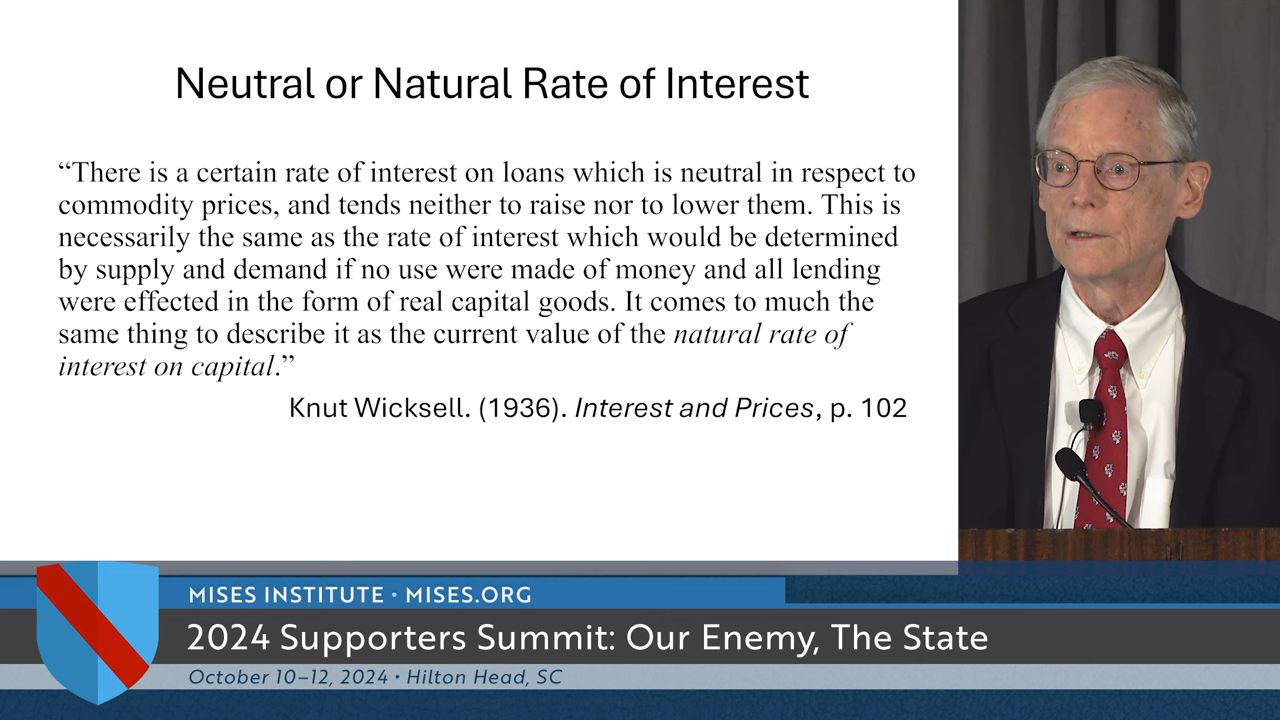 Neutral or Natural Rate of Interest
“There is a certain rate of interest on loans which is neutral in respect to
commodity prices, and tends neither to raise nor to lower them. This is
necessarily the same as the rate of interest which would be determined
by supply and demand if no use were made of money and all lending
were effected in the form of real capital goods. It comes to much the
same thing to describe it as the current value of the natural rate of
interest on capital.”
Knut Wicksell. (1936). Interest and Prices, p. 102
MISES INSTITUTE • MISES.ORG
2024 Supporters Summit: Our Enemy, The State
October 10–12, 2024 • Hilton Head, SC